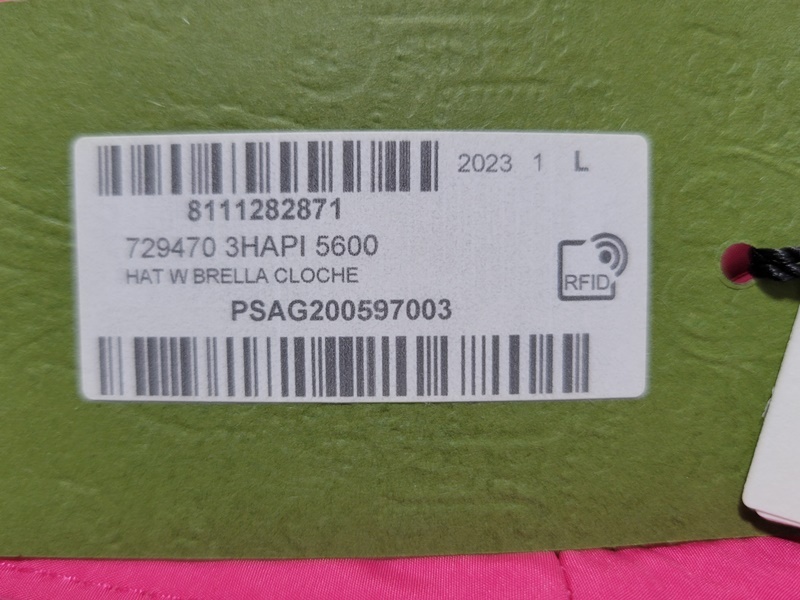 2023 1 L
8111282871
729470 3HAPI 5600
HAT W BRELLA CLOCHE
RFID
PSAG200597003